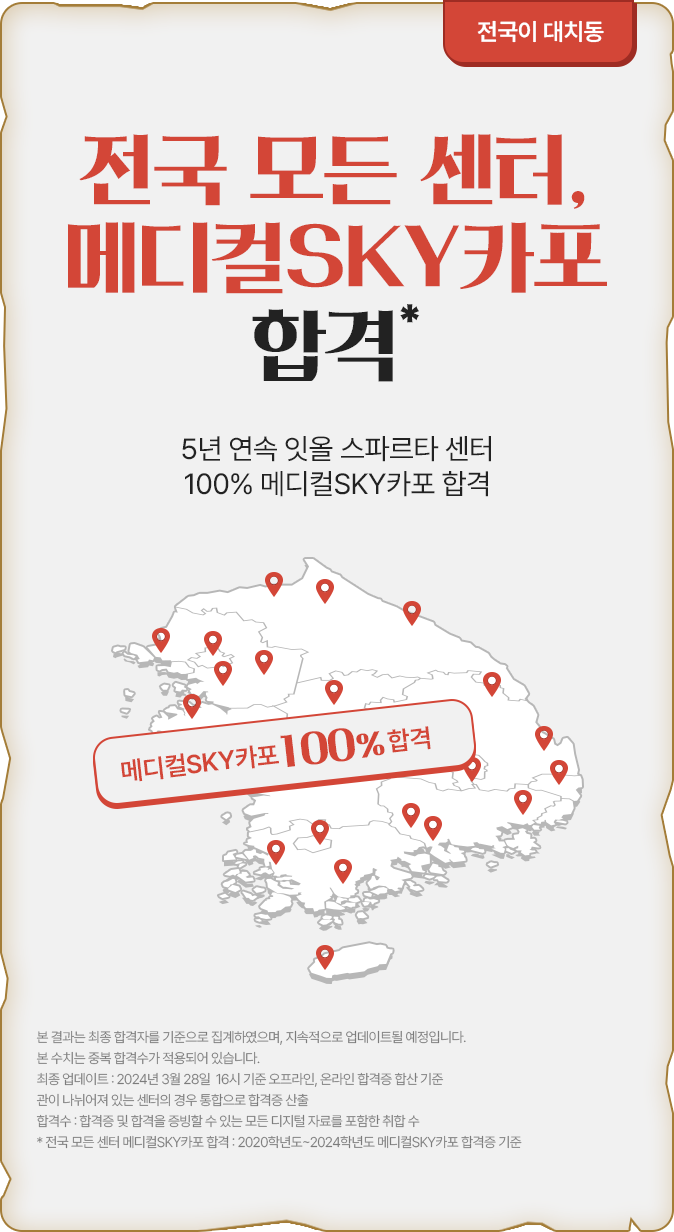 전국이 대치동
전국 모든 센터,
메디컬SKY카포
합격*
5년 연속 잇올 스파르타 센터
100% 메디컬SKY카포 합격
메디컬SKY카포 100% 합격
본 결과는 최종 합격자를 기준으로 집계하였으며, 지속적으로 업데이트될 예정입니다.
본 수치는 중복 합격수가 적용되어 있습니다.
최종 업데이트 : 2024년 3월 28일 16시 기준 오프라인, 온라인 합격증 합산 기준
관이 나뉘어져 있는 센터의 경우 통합으로 합격증 산출
합격수 : 합격증 및 합격을 증빙할 수 있는 모든 디지털 자료를 포함한 취합 수
* 전국 모든 센터 메디컬SKY카포 합격 : 2020학년도~2024학년도 메디컬SKY카포 합격증 기준